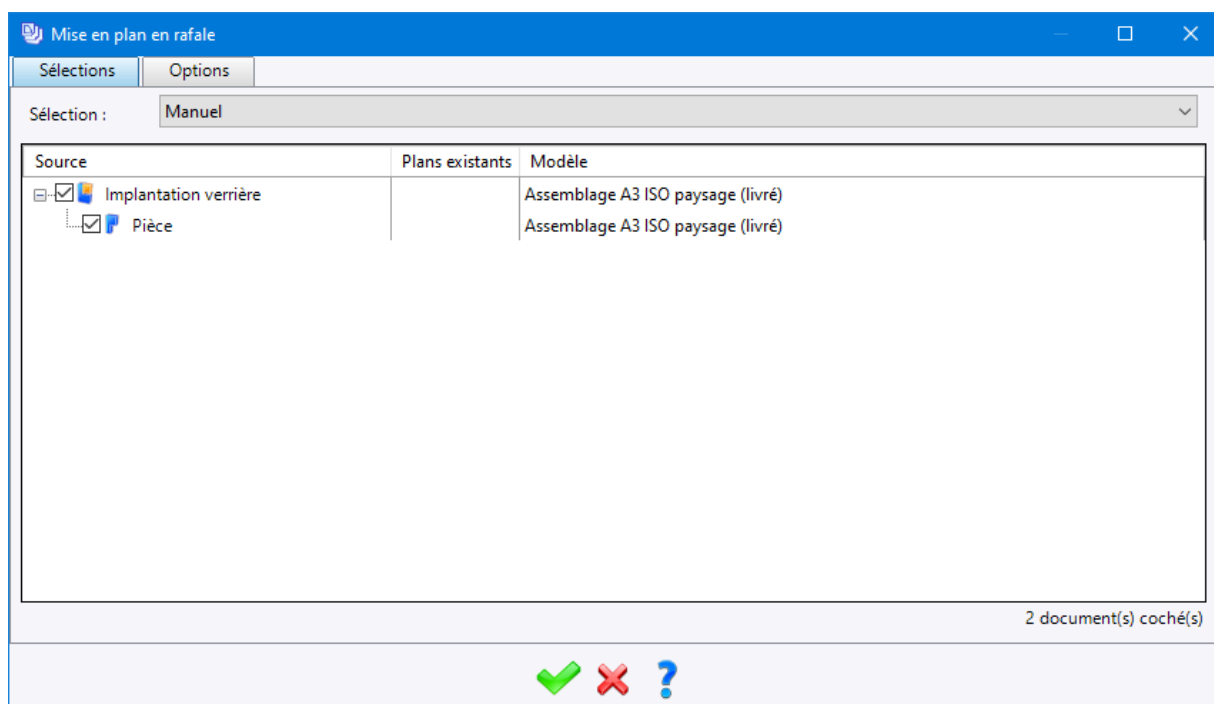 Mise en plan en rafale
Sélections Options
Sélection : Manuel
Source Plans existants Modèle
Implantation verrière Assemblage A3 ISO paysage (livré)
Pièce Assemblage A3 ISO paysage (livré)
2 document(s) coché(s)